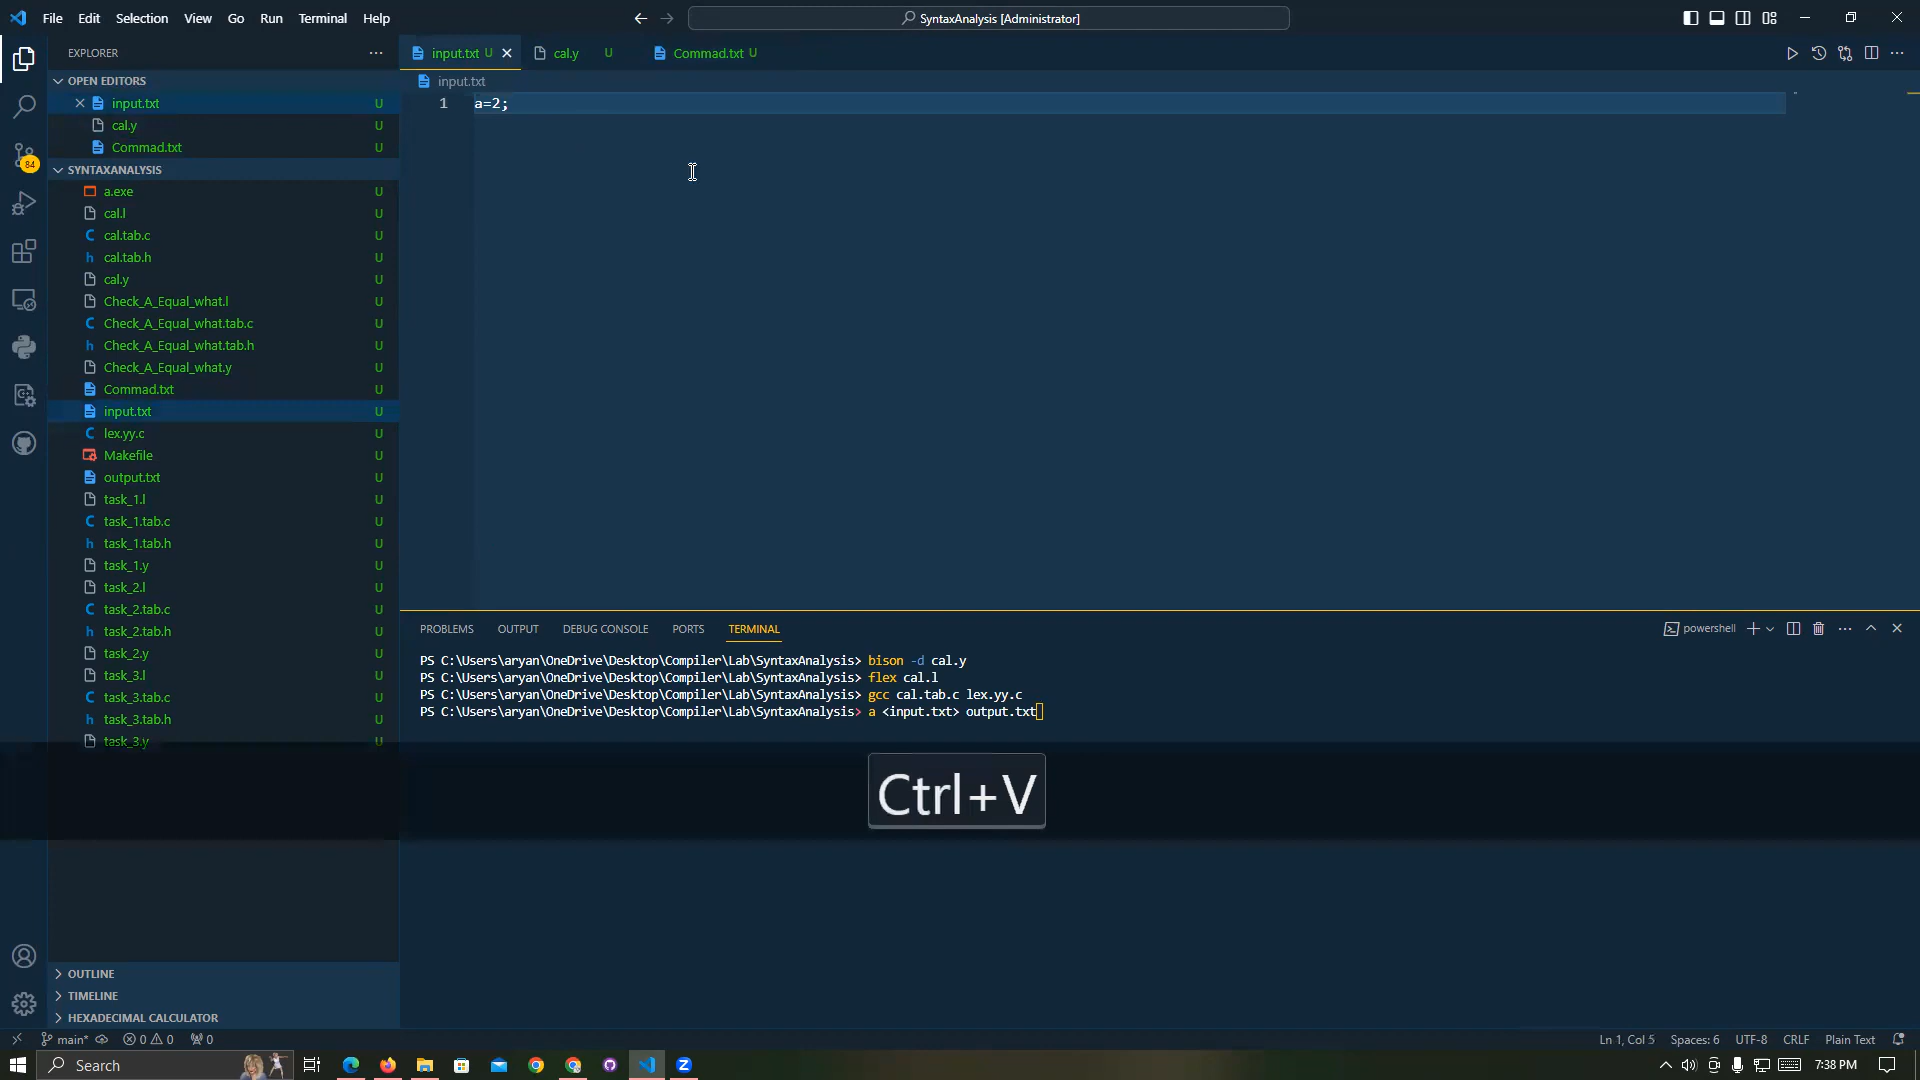 File Edit Selection View Go Run Terminal Help
SyntaxAnalysis [Administrator]
EXPLORER
input.txt U
cal.y U
Commad.txt U
OPEN EDITORS
input.txt
input.txt U
1 a=2;
cal.y U
Commad.txt U
84
SYNTAXANALYSIS
a.exe U
cal.l U
cal.tab.c U
cal.tab.h U
cal.y U
Check_A_Equal_what.l U
Check_A_Equal_what.tab.c U
Check_A_Equal_what.tab.h U
Check_A_Equal_what.y U
Commad.txt U
input.txt U
lex.yy.c U
Makefile U
output.txt U
task_1.l U
task_1.tab.c U
task_1.tab.h U
task_1.y U
task_2.l U
task_2.tab.c U
task_2.tab.h U
task_2.y U
task_3.l U
task_3.tab.c U
task_3.tab.h U
task_3.y U
PROBLEMS OUTPUT DEBUG CONSOLE PORTS TERMINAL
powershell
PS C:\Users\aryan\OneDrive\Desktop\Compiler\Lab\SyntaxAnalysis> bison -d cal.y
PS C:\Users\aryan\OneDrive\Desktop\Compiler\Lab\SyntaxAnalysis> flex cal.l
PS C:\Users\aryan\OneDrive\Desktop\Compiler\Lab\SyntaxAnalysis> gcc cal.tab.c lex.yy.c
PS C:\Users\aryan\OneDrive\Desktop\Compiler\Lab\SyntaxAnalysis> a <input.txt> output.txt
Ctrl+V
OUTLINE
TIMELINE
HEXADECIMAL CALCULATOR
main* 0 0 0
Ln 1, Col 5 Spaces: 6 UTF-8 CRLF Plain Text
Search
7:38 PM